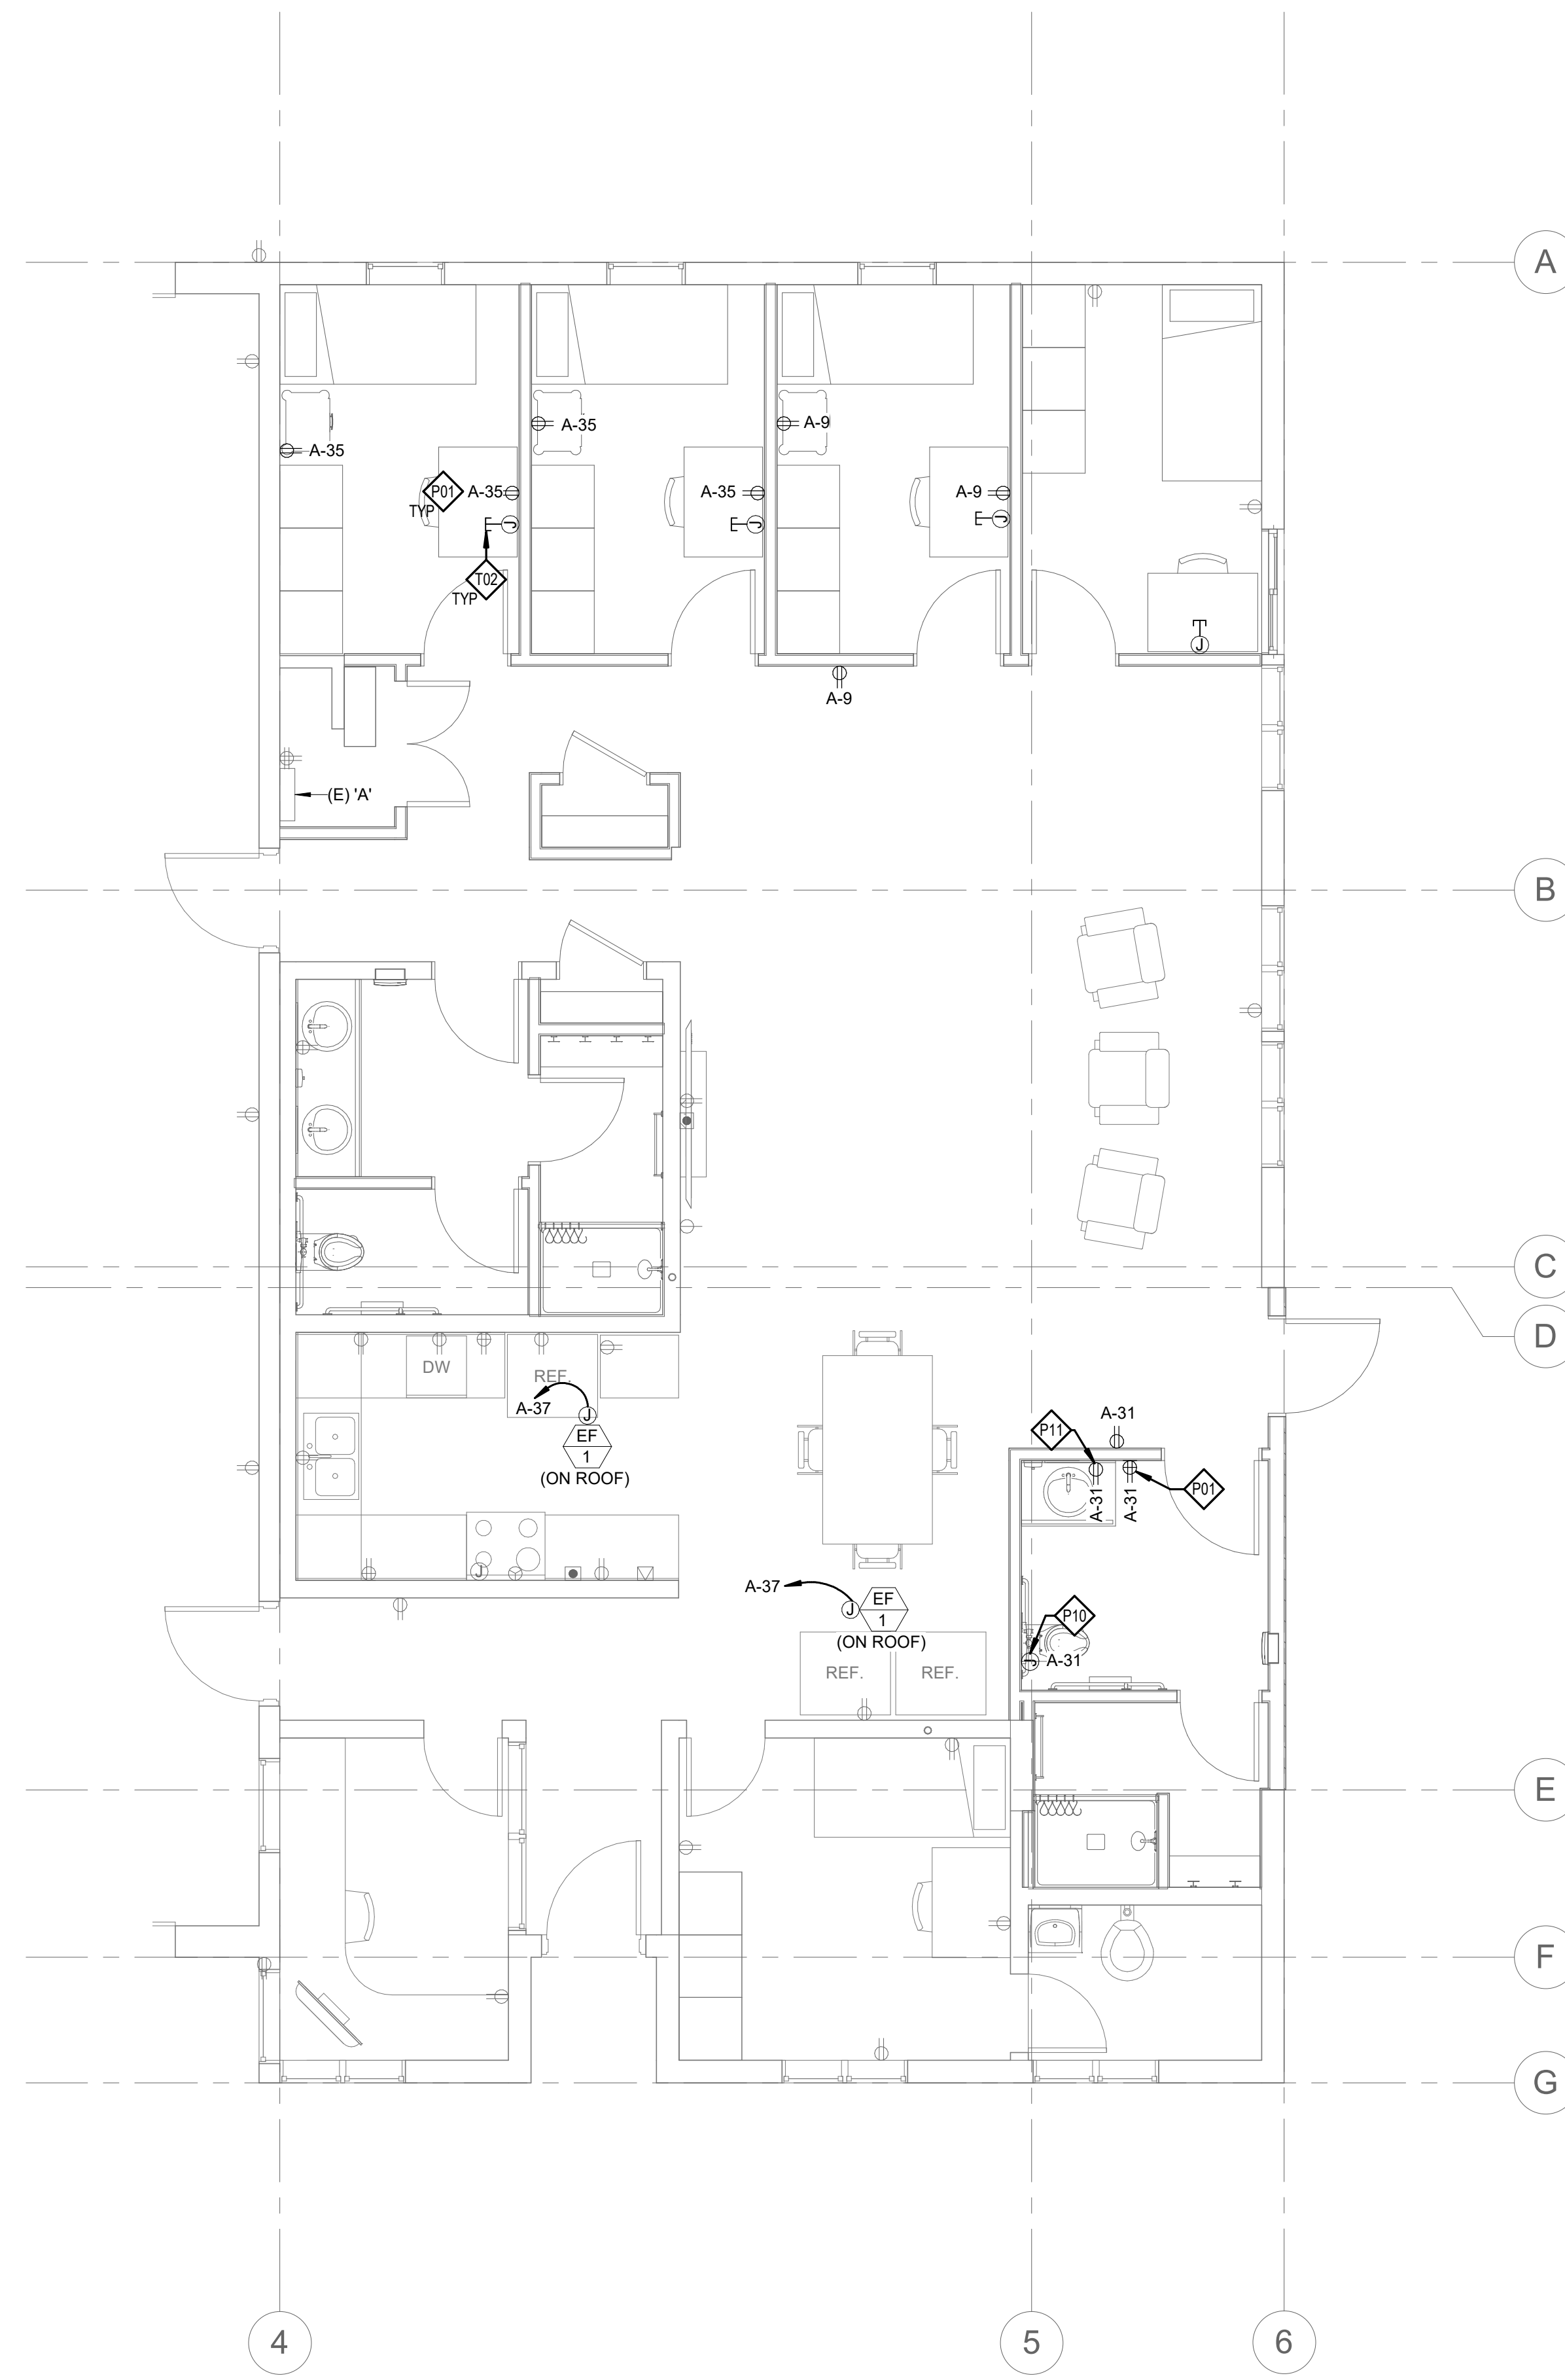 A
A-35
A-9
A-35
P01
A-35
A-35
A-9
TYP
J
J
J
T02
TYP
J
A-9
(E) 'A'
B
C
D
DW
REF.
A-37
J
EF
1
(ON ROOF)
A-31
P11
P01
A-31
A-31
J
A-37
J
EF
1
(ON ROOF)
P10
J
A-31
REF.
REF.
E
F
G
4
5
6